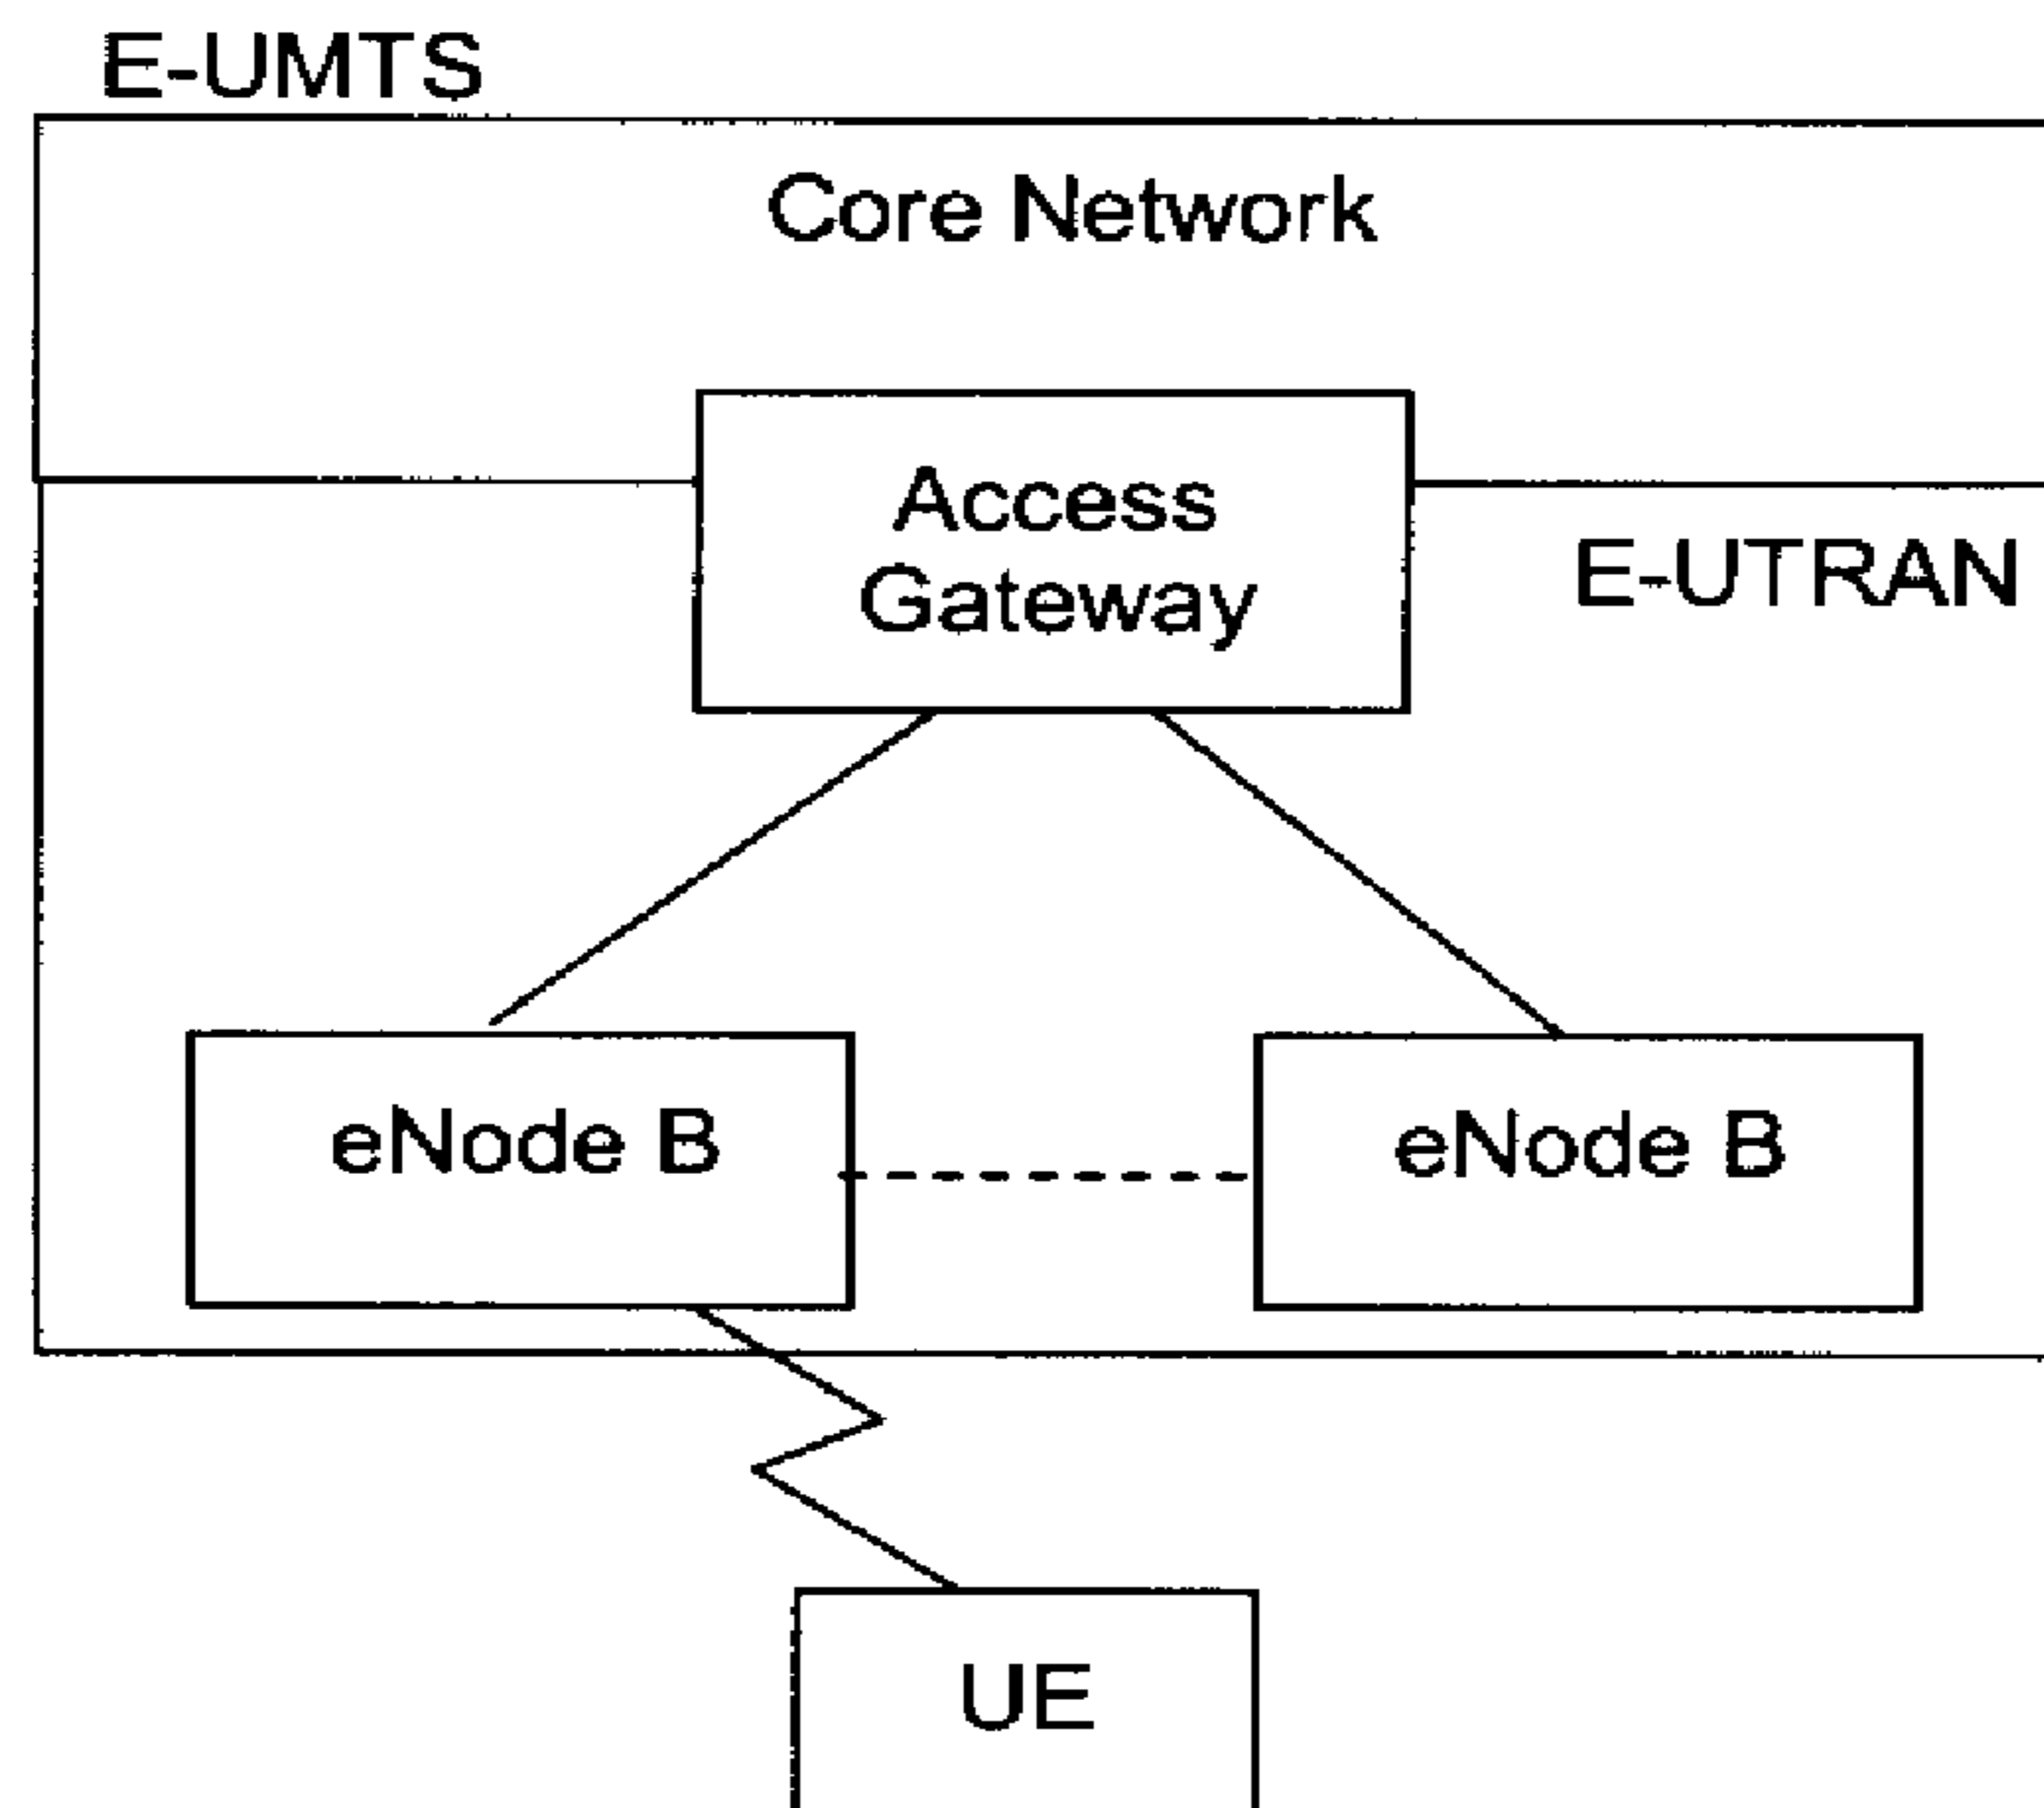 E-UMTS
Core Network
Access
Gateway
E-UTRAN
eNode B
eNode B
UE